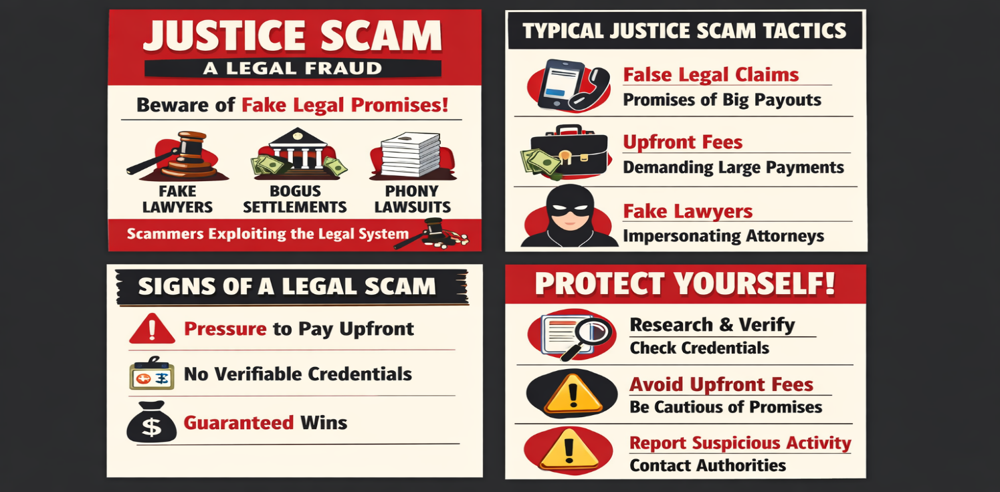 JUSTICE SCAM
A LEGAL FRAUD
Beware of Fake Legal Promises!
FAKE
LAWYERS
BOGUS
SETTLEMENTS
PHONY
LAWSUITS
Scammers Exploiting the Legal System
TYPICAL JUSTICE SCAM TACTICS
False Legal Claims
Promises of Big Payouts
Upfront Fees
Demanding Large Payments
Fake Lawyers
Impersonating Attorneys
SIGNS OF A LEGAL SCAM
Pressure to Pay Upfront
No Verifiable Credentials
$
Guaranteed Wins
PROTECT YOURSELF!
Research & Verify
Check Credentials
Avoid Upfront Fees
Be Cautious of Promises
Report Suspicious Activity
Contact Authorities